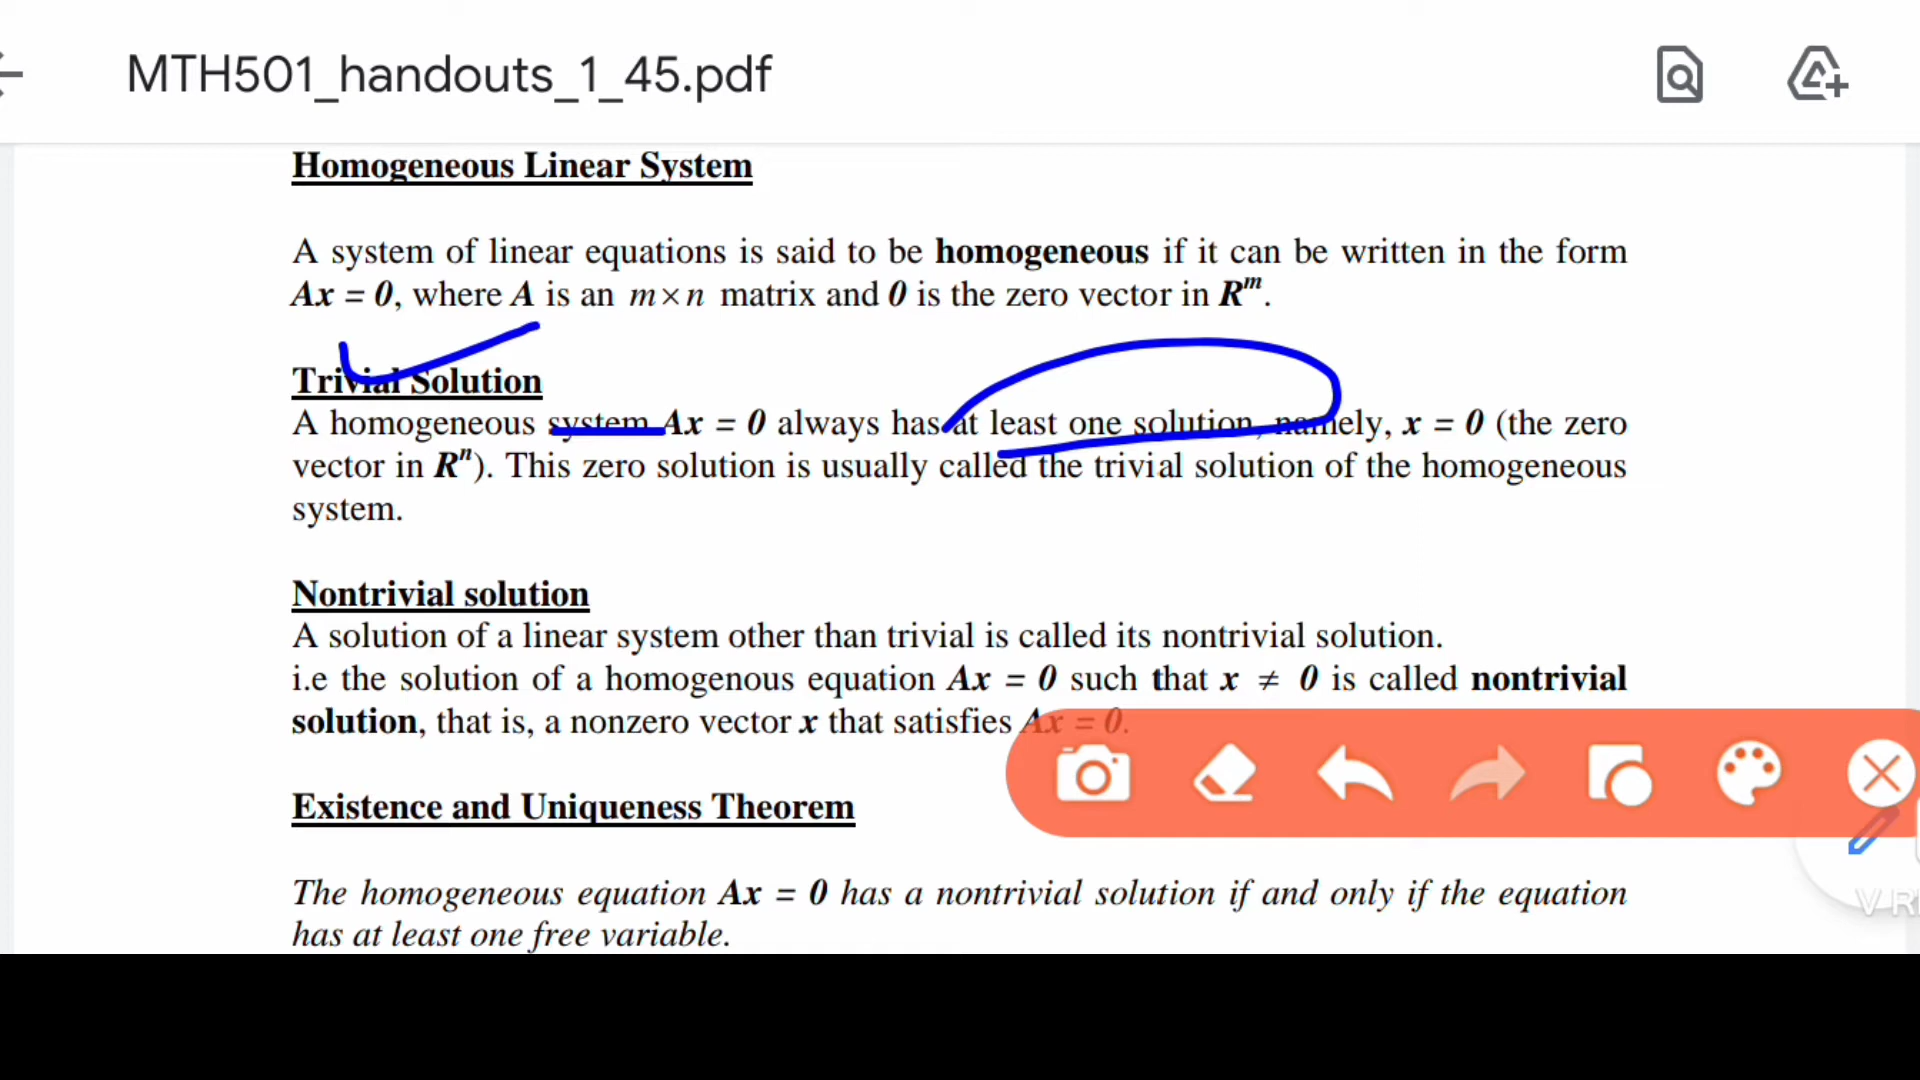 MTH501_handouts_1_45.pdf
Homogeneous Linear System
A system of linear equations is said to be homogeneous if it can be written in the form
Ax = 0, where A is an m×n matrix and 0 is the zero vector in Rᵐ.
Trivial Solution
A homogeneous system Ax = 0 always has at least one solution, namely, x = 0 (the zero
vector in Rⁿ). This zero solution is usually called the trivial solution of the homogeneous
system.
Nontrivial solution
A solution of a linear system other than trivial is called its nontrivial solution.
i.e the solution of a homogenous equation Ax = 0 such that x ≠ 0 is called nontrivial
solution, that is, a nonzero vector x that satisfies Ax = 0.
Existence and Uniqueness Theorem
The homogeneous equation Ax = 0 has a nontrivial solution if and only if the equation
has at least one free variable.